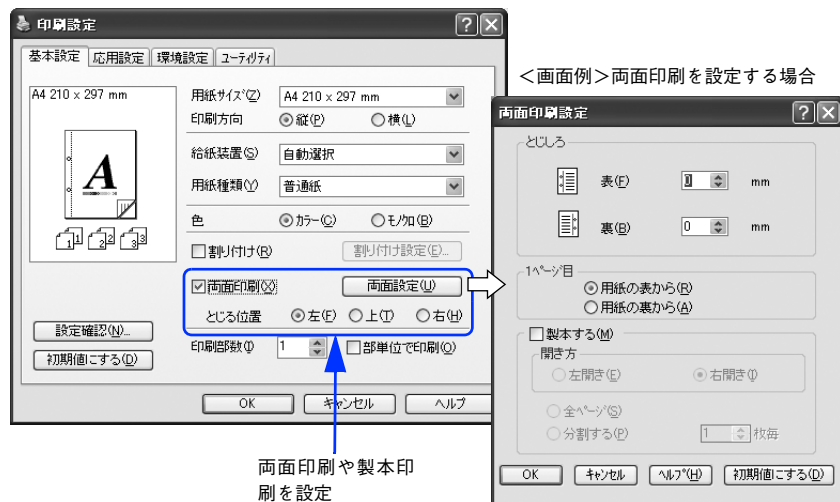 印刷設定
基本設定 応用設定 環境設定 ユーティリティ
A4 210 x 297 mm
A
1 1 2 2 3 3
設定確認(N)...
初期値にする(D)
用紙サイズ(Z) A4 210 x 297 mm
印刷方向 縦(P) 横(L)
給紙装置(S) 自動選択
用紙種類(Y) 普通紙
色 カラー(C) モノクロ(B)
割り付け(R) 割り付け設定(E)...
両面印刷(X) 両面設定(U)
とじる位置 左(F) 上(T) 右(H)
印刷部数(I) 1 部単位で印刷(O)
OK キャンセル ヘルプ
両面印刷や製本印
刷を設定
<画面例>両面印刷を設定する場合
両面印刷設定
とじしろ
表(F) 0 mm
裏(B) 0 mm
1ページ目
用紙の表から(R)
用紙の裏から(A)
製本する(M)
開き方
左開き(E) 右開き(I)
全ページ(S)
分割する(P) 1 枚毎
OK キャンセル ヘルプ(H) 初期値にする(D)